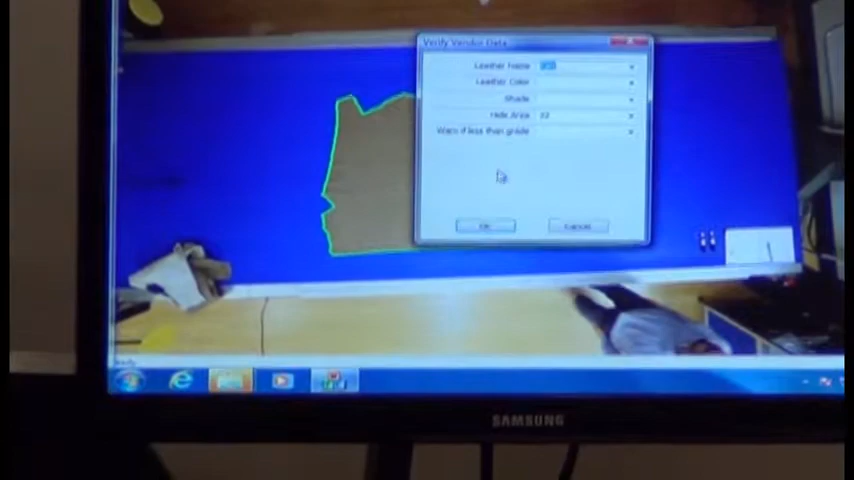 Verify Vendor Data
Leather Name
Leather Color
Shade
Hide Area
Warn if less than grade
OK
Cancel
SAMSUNG